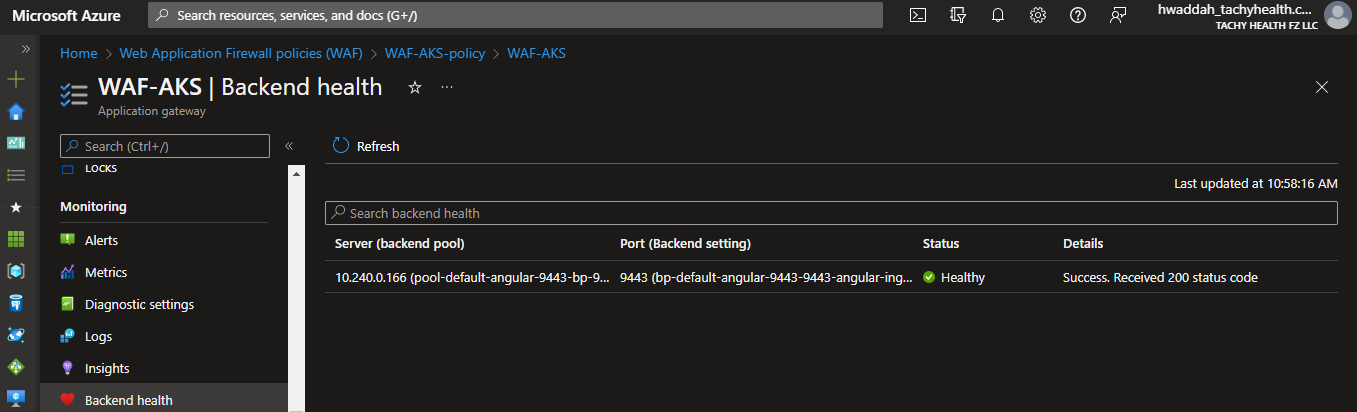 Microsoft Azure
Search resources, services, and docs (G+/)
hwaddah_tachyhealth.c...
TACHY HEALTH FZ LLC
Home > Web Application Firewall policies (WAF) > WAF-AKS-policy > WAF-AKS
WAF-AKS | Backend health
Application gateway
Search (Ctrl+/)
Refresh
Locks
Last updated at 10:58:16 AM
Monitoring
Search backend health
Alerts
Server (backend pool) Port (Backend setting) Status Details
Metrics
10.240.0.166 (pool-default-angular-9443-bp-9... 9443 (bp-default-angular-9443-9443-angular-ing... Healthy Success. Received 200 status code
Diagnostic settings
Logs
Insights
Backend health